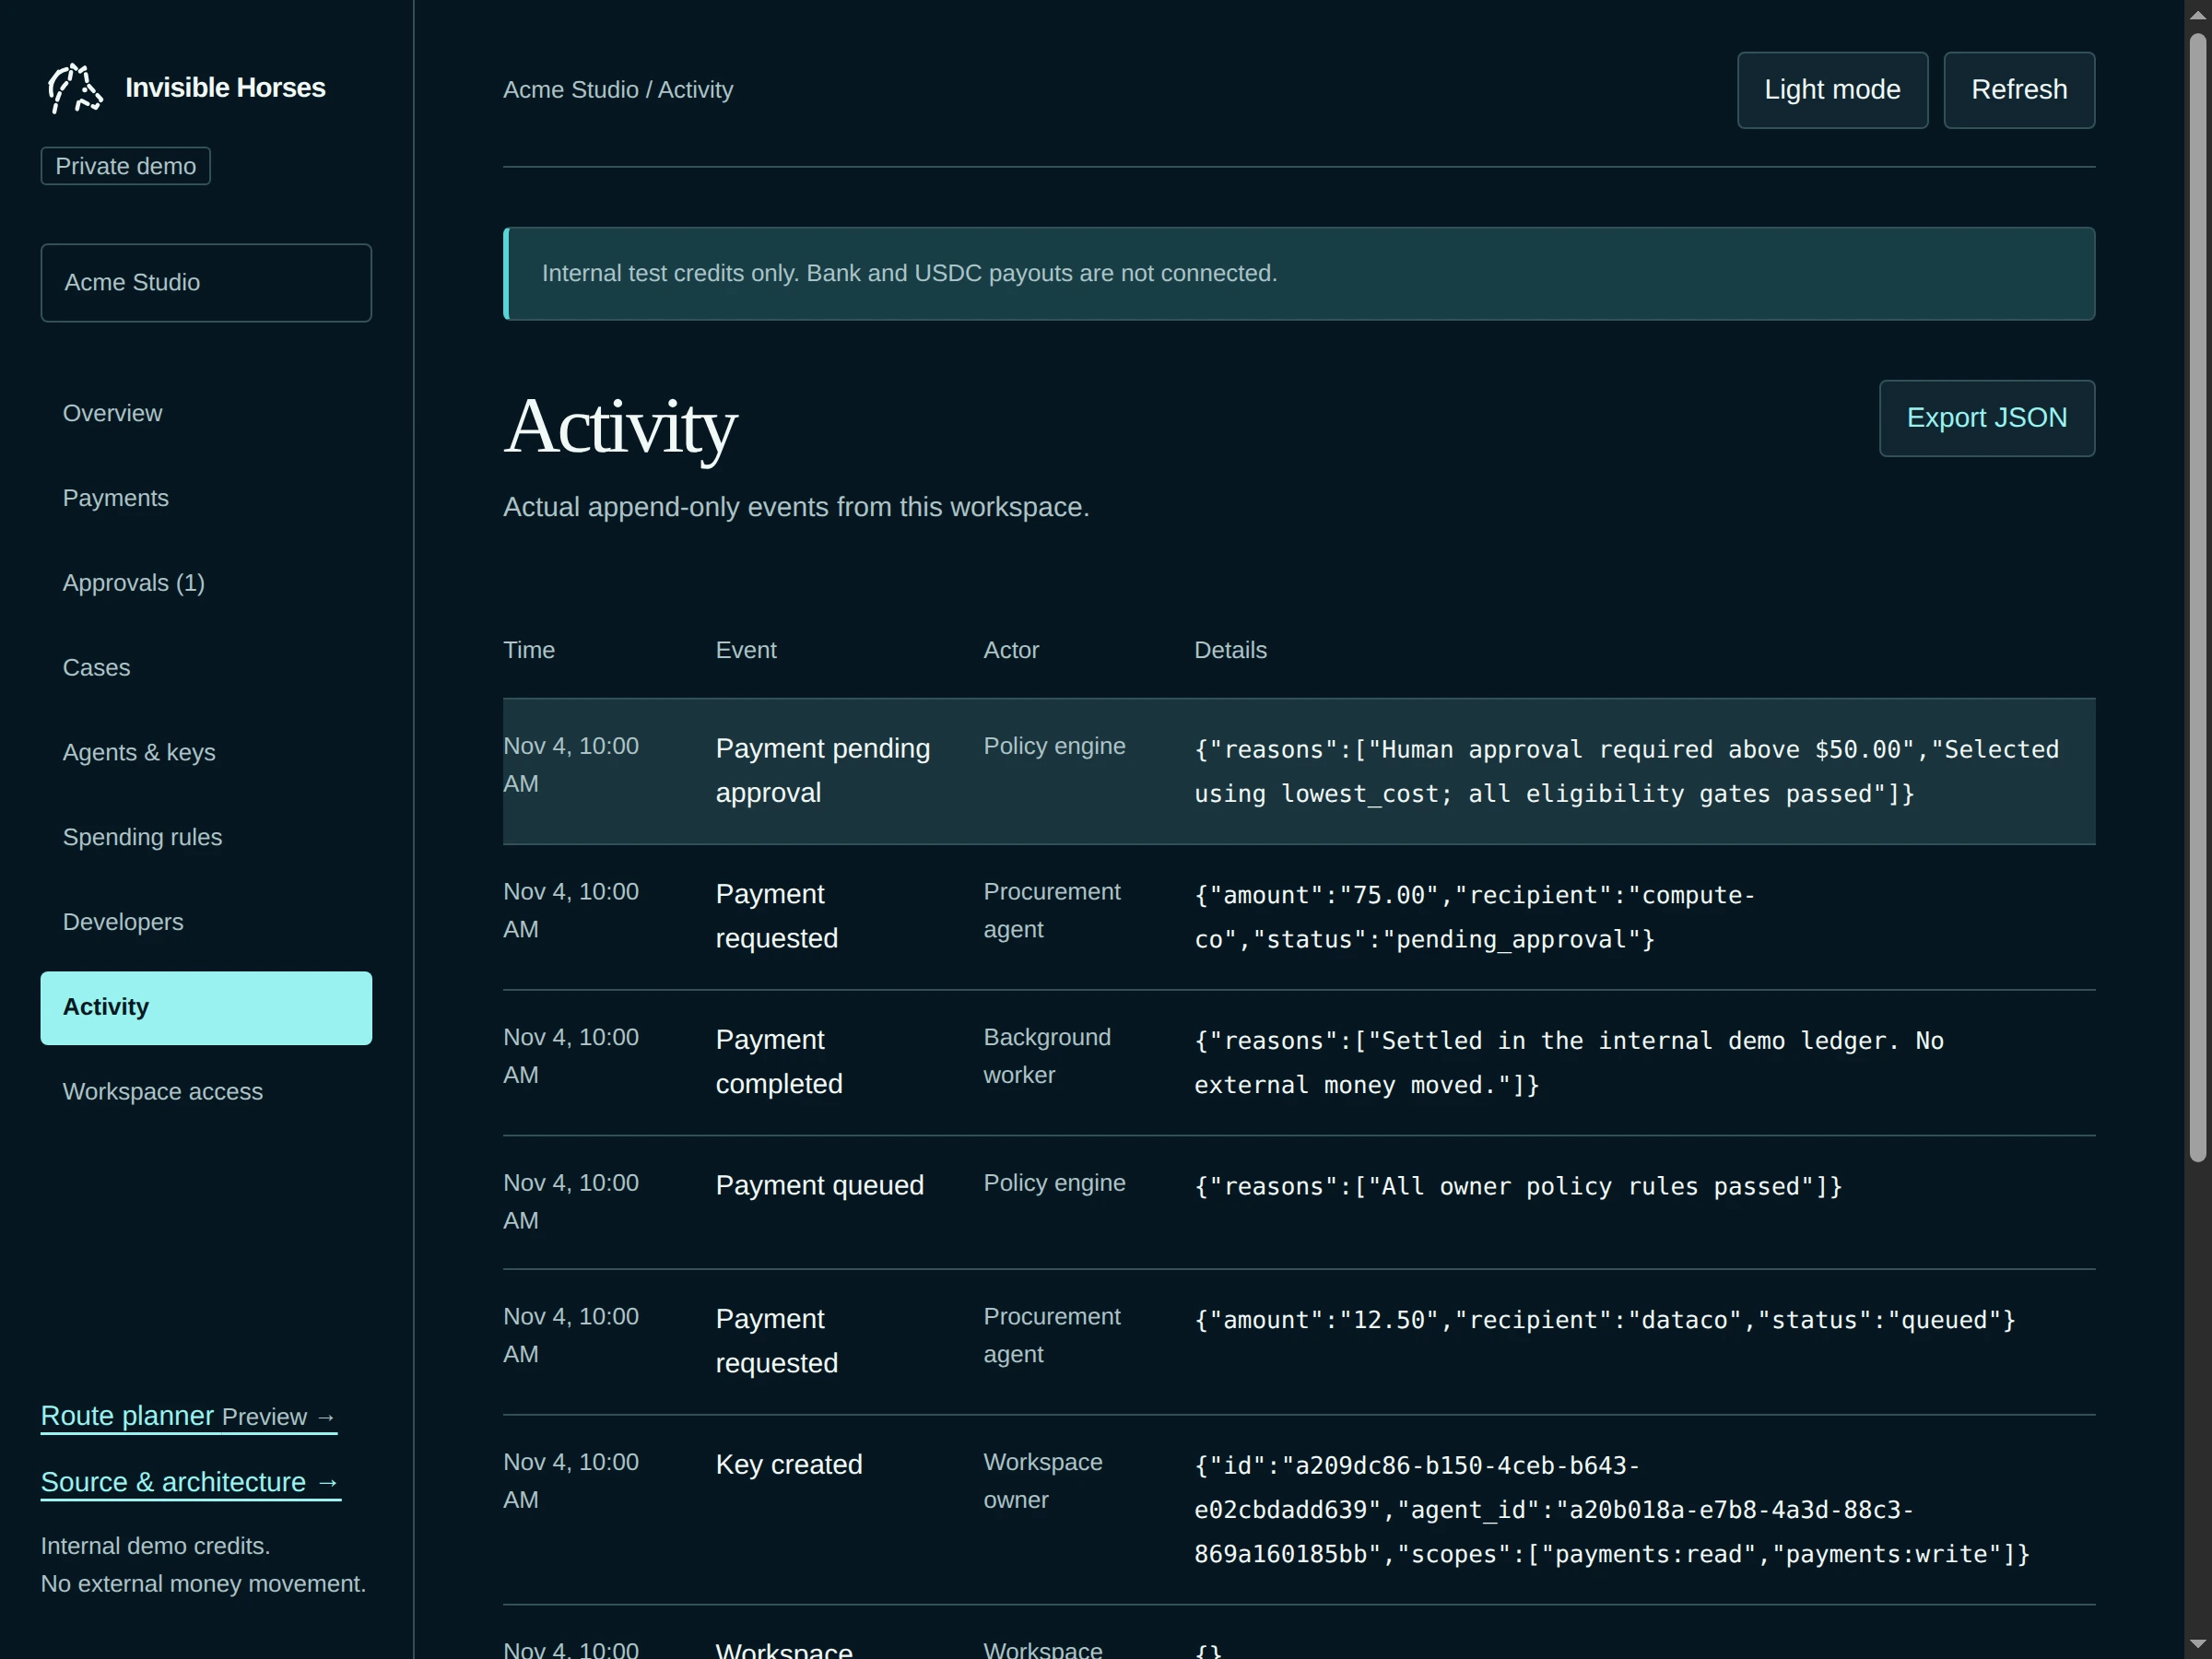 Invisible Horses
Private demo
Acme Studio
Overview
Payments
Approvals (1)
Cases
Agents & keys
Spending rules
Developers
Activity
Workspace access
Route planner Preview →
Source & architecture →
Internal demo credits.
No external money movement.
Acme Studio / Activity
Light mode
Refresh
Internal test credits only. Bank and USDC payouts are not connected.
Activity
Export JSON
Actual append-only events from this workspace.
Time Event Actor Details
Nov 4, 10:00
AM
Payment pending
approval
Policy engine
{"reasons":["Human approval required above $50.00","Selected
using lowest_cost; all eligibility gates passed"]}
Nov 4, 10:00
AM
Payment
requested
Procurement
agent
{"amount":"75.00","recipient":"compute-
co","status":"pending_approval"}
Nov 4, 10:00
AM
Payment
completed
Background
worker
{"reasons":["Settled in the internal demo ledger. No
external money moved."]}
Nov 4, 10:00
AM
Payment queued
Policy engine
{"reasons":["All owner policy rules passed"]}
Nov 4, 10:00
AM
Payment
requested
Procurement
agent
{"amount":"12.50","recipient":"dataco","status":"queued"}
Nov 4, 10:00
AM
Key created
Workspace
owner
{"id":"a209dc86-b150-4ceb-b643-
e02cbdadd639","agent_id":"a20b018a-e7b8-4a3d-88c3-
869a160185bb","scopes":["payments:read","payments:write"]}
Nov 4, 10:00
Workspace
Workspace
{}